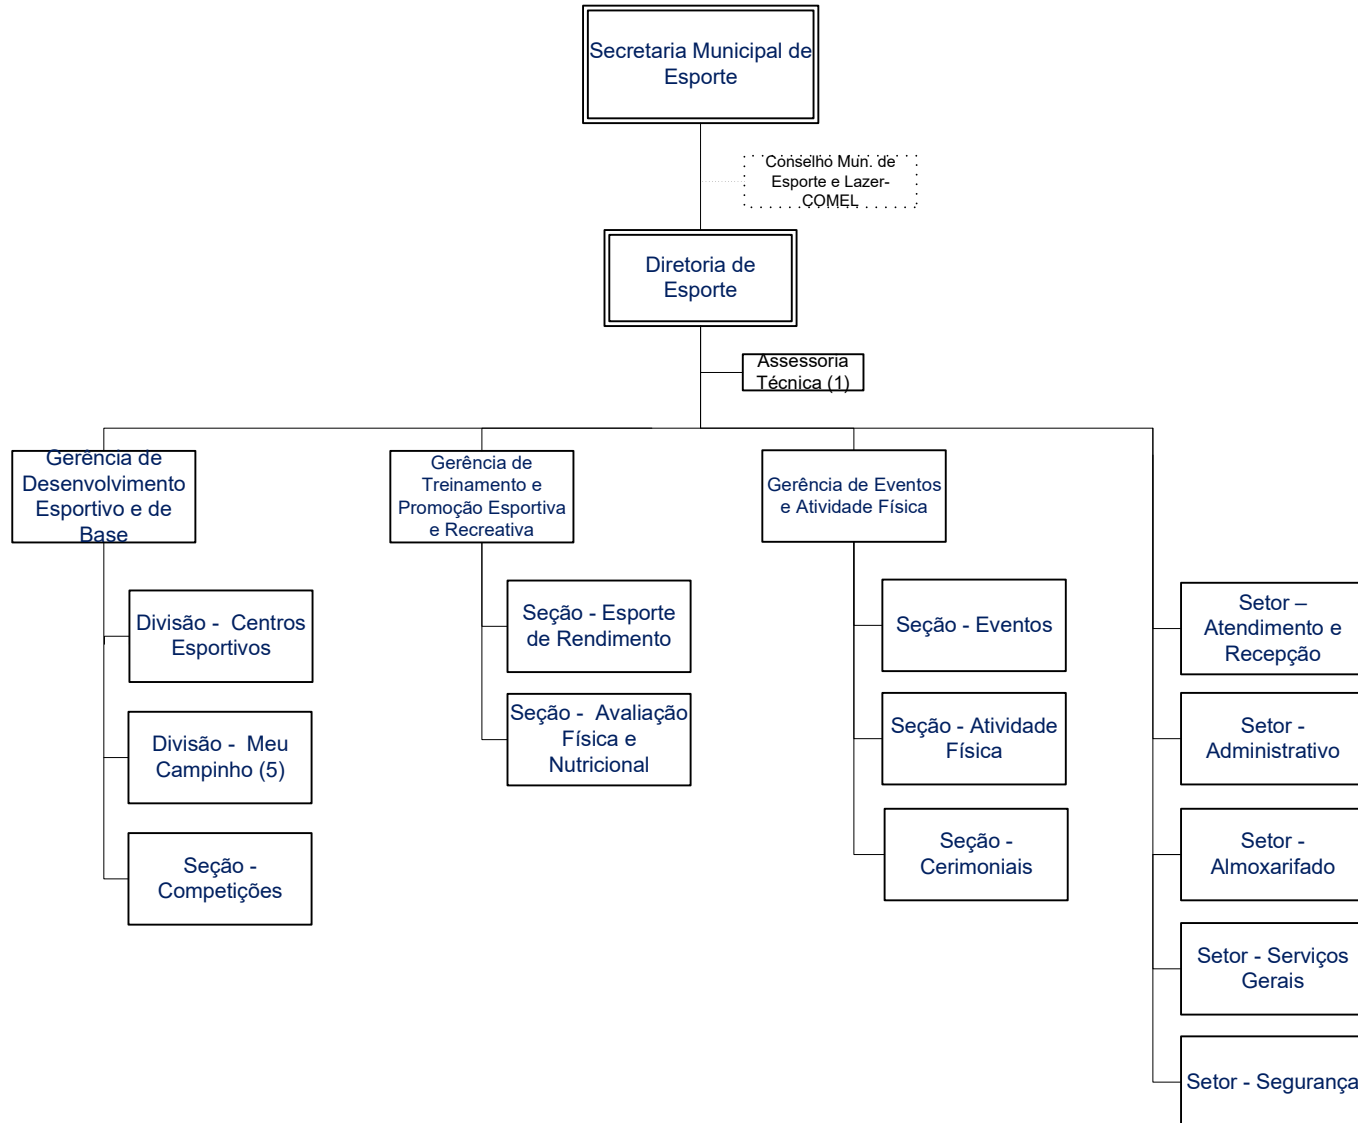 Secretaria Municipal de
Esporte
Conselho Mun. de
Esporte e Lazer-
COMEL
Diretoria de
Esporte
Assessoria
Técnica (1)
Gerência de
Desenvolvimento
Esportivo e de
Base
Gerência de
Treinamento e
Promoção Esportiva
e Recreativa
Gerência de Eventos
e Atividade Física
Divisão -  Centros
Esportivos
Divisão -  Meu
Campinho (5)
Seção -
Competições
Seção - Esporte
de Rendimento
Seção -  Avaliação
Física e
Nutricional
Seção - Eventos
Seção - Atividade
Física
Seção -
Cerimoniais
Setor –
Atendimento e
Recepção
Setor -
Administrativo
Setor -
Almoxarifado
Setor - Serviços
Gerais
Setor - Segurança